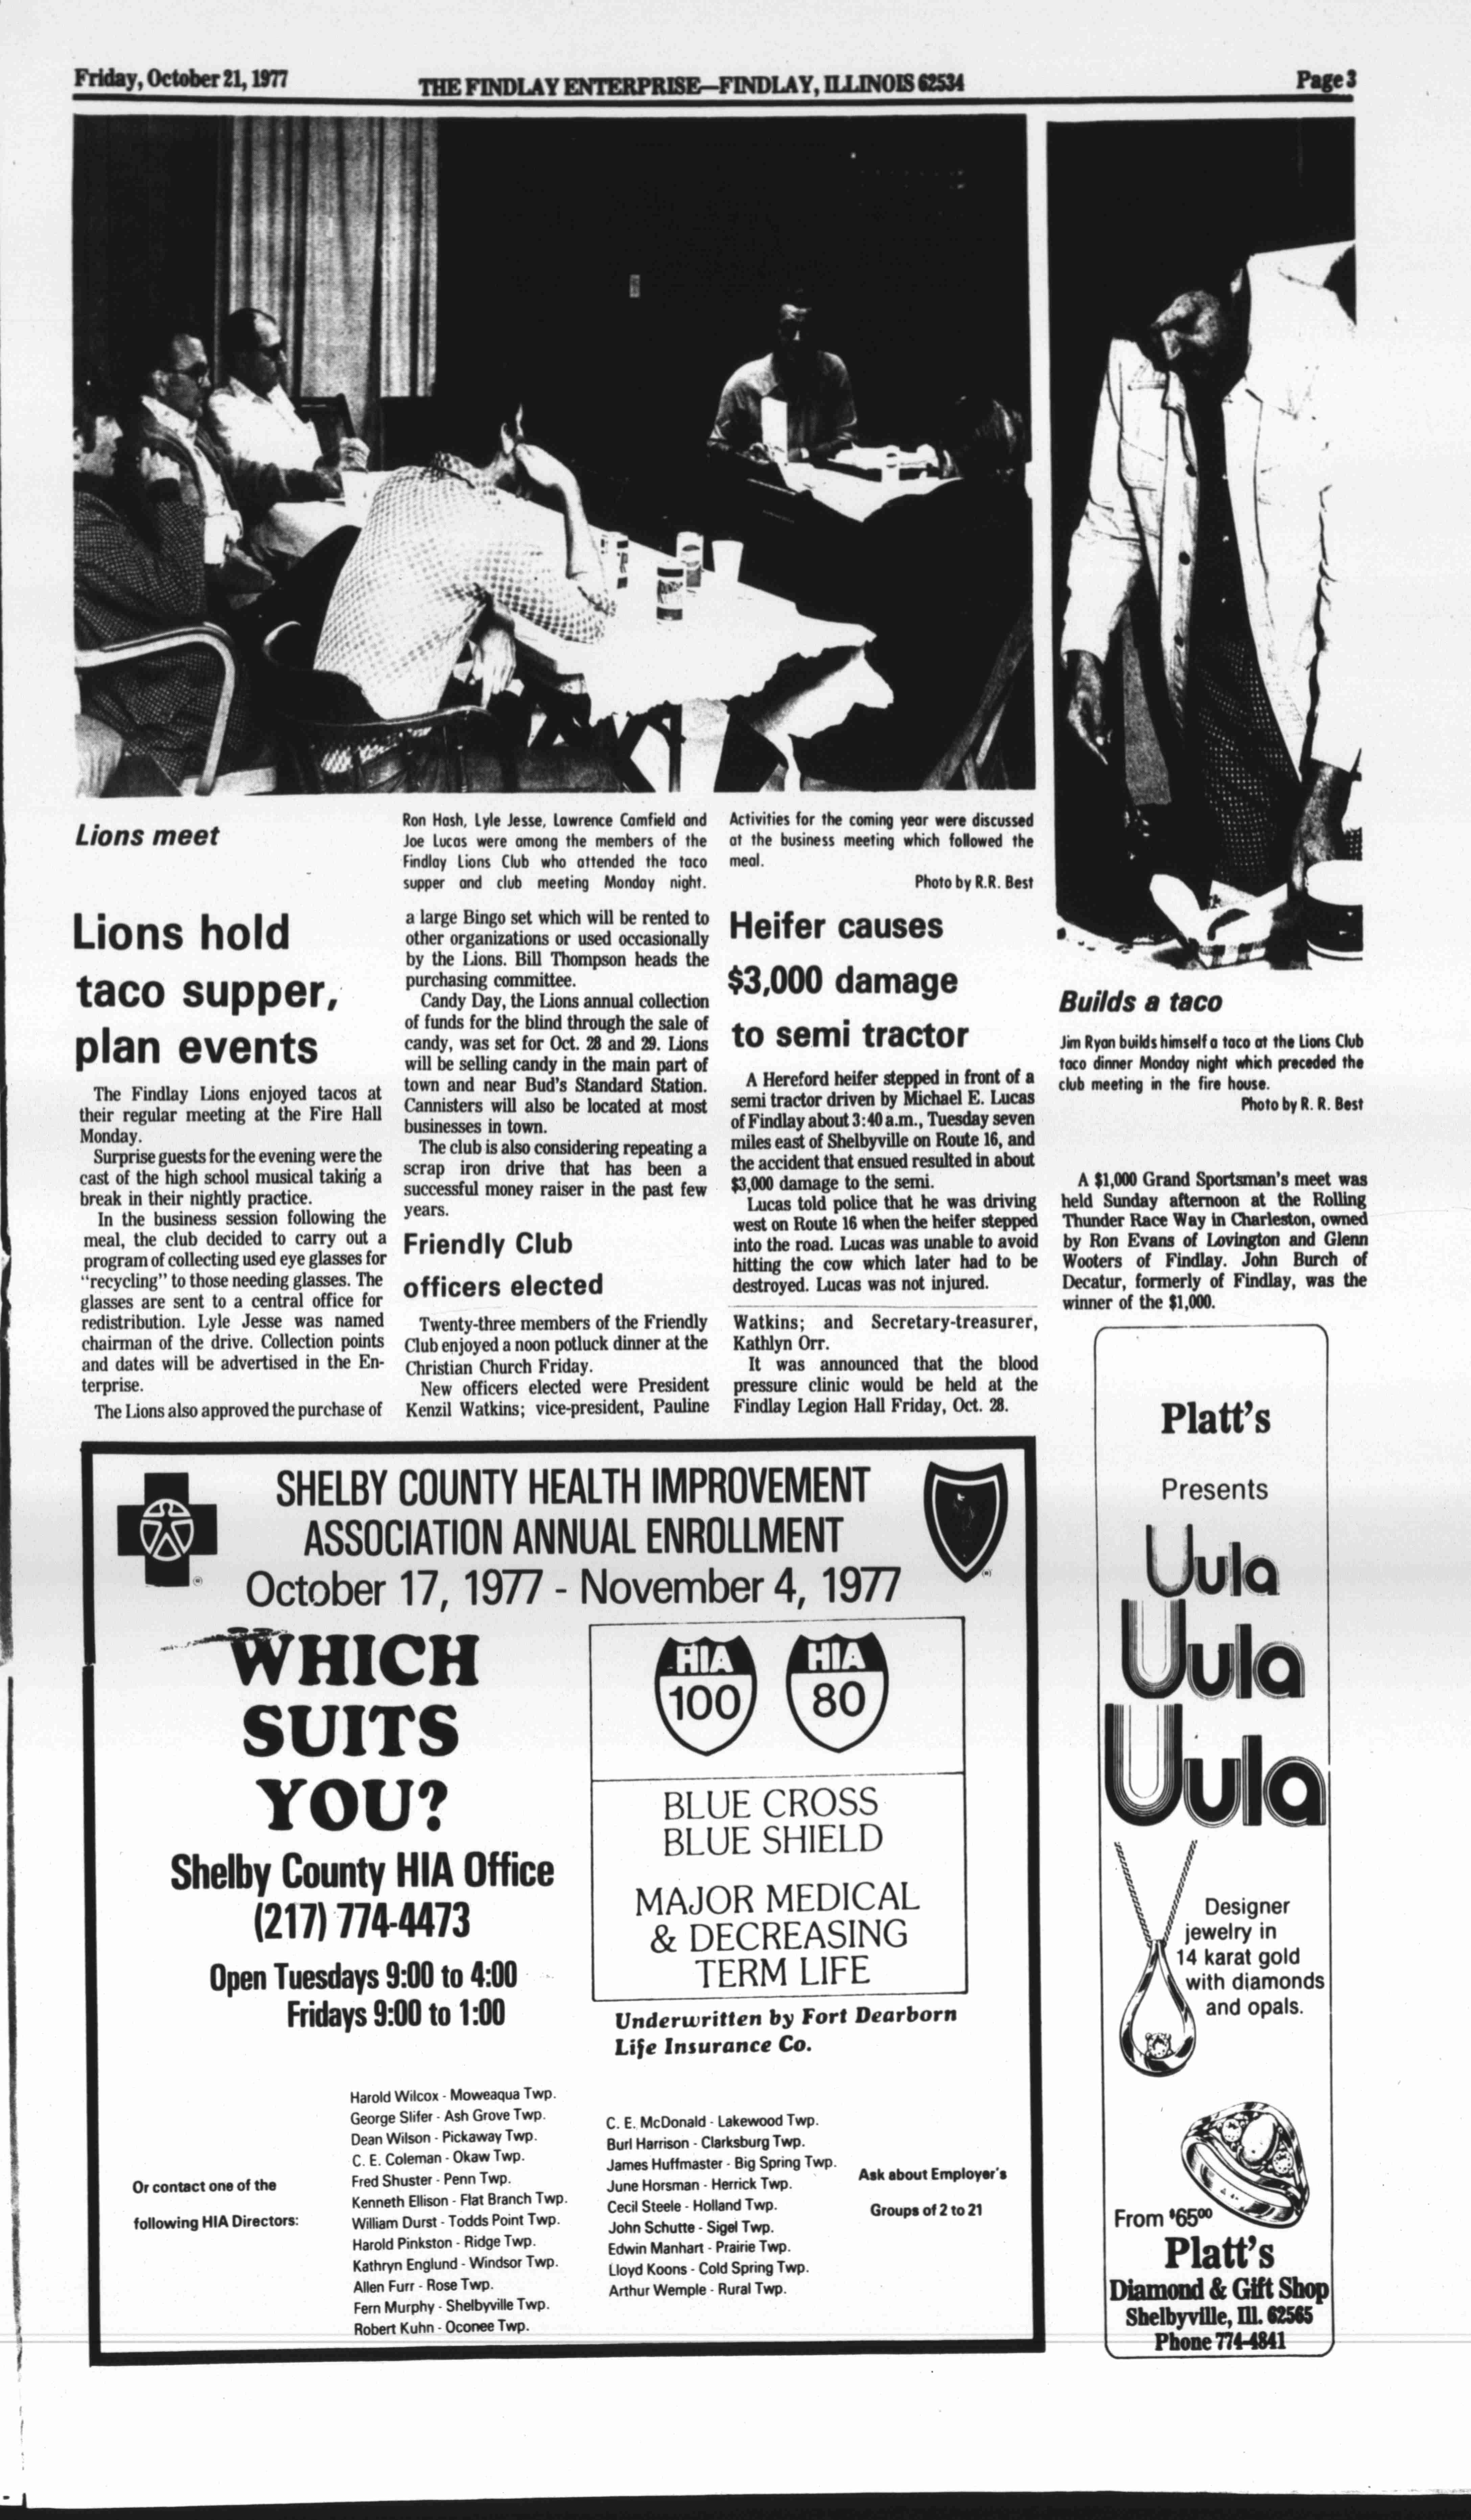 Friday, October 21, 1977
THE FINDLAY ENTERPRISE—FINDLAY, ILLINOIS 62534
Page 3
Lions meet
Ron Hash, Lyle Jesse, Lawrence Camfield and
Joe Lucas were among the members of the
Findlay Lions Club who attended the taco
supper and club meeting Monday night.
Activities for the coming year were discussed
at the business meeting which followed the
meal.
Photo by R.R. Best
Lions hold
taco supper,
plan events
The Findlay Lions enjoyed tacos at
their regular meeting at the Fire Hall
Monday.
Surprise guests for the evening were the
cast of the high school musical taking a
break in their nightly practice.
In the business session following the
meal, the club decided to carry out a
program of collecting used eye glasses for
"recycling" to those needing glasses. The
glasses are sent to a central office for
redistribution. Lyle Jesse was named
chairman of the drive. Collection points
and dates will be advertised in the En-
terprise.
The Lions also approved the purchase of
a large Bingo set which will be rented to
other organizations or used occasionally
by the Lions. Bill Thompson heads the
purchasing committee.
Candy Day, the Lions annual collection
of funds for the blind through the sale of
candy, was set for Oct. 28 and 29. Lions
will be selling candy in the main part of
town and near Bud's Standard Station.
Cannisters will also be located at most
businesses in town.
The club is also considering repeating a
scrap iron drive that has been a
successful money raiser in the past few
years.
Friendly Club
officers elected
Twenty-three members of the Friendly
Club enjoyed a noon potluck dinner at the
Christian Church Friday.
New officers elected were President
Kenzil Watkins; vice-president, Pauline
Watkins; and Secretary-treasurer,
Kathlyn Orr.
It was announced that the blood
pressure clinic would be held at the
Findlay Legion Hall Friday, Oct. 28.
Heifer causes
$3,000 damage
to semi tractor
A Hereford heifer stepped in front of a
semi tractor driven by Michael E. Lucas
of Findlay about 3:40 a.m., Tuesday seven
miles east of Shelbyville on Route 16, and
the accident that ensued resulted in about
$3,000 damage to the semi.
Lucas told police that he was driving
west on Route 16 when the heifer stepped
into the road. Lucas was unable to avoid
hitting the cow which later had to be
destroyed. Lucas was not injured.
Builds a taco
Jim Ryan builds himself a taco at the Lions Club
taco dinner Monday night which preceded the
club meeting in the fire house.
Photo by R. R. Best
A $1,000 Grand Sportsman's meet was
held Sunday afternoon at the Rolling
Thunder Race Way in Charleston, owned
by Ron Evans of Lovington and Glenn
Wooters of Findlay. John Burch of
Decatur, formerly of Findlay, was the
winner of the $1,000.
SHELBY COUNTY HEALTH IMPROVEMENT
ASSOCIATION ANNUAL ENROLLMENT
October 17, 1977 - November 4, 1977
WHICH
SUITS
YOU?
Shelby County HIA Office
(217) 774-4473
Open Tuesdays 9:00 to 4:00
Fridays 9:00 to 1:00
HIA
100
HIA
80
BLUE CROSS
BLUE SHIELD
MAJOR MEDICAL
& DECREASING
TERM LIFE
Underwritten by Fort Dearborn
Life Insurance Co.
Or contact one of the
following HIA Directors:
Harold Wilcox - Moweaqua Twp.
George Slifer - Ash Grove Twp.
Dean Wilson - Pickaway Twp.
C. E. Coleman - Okaw Twp.
Fred Shuster - Penn Twp.
Kenneth Ellison - Flat Branch Twp.
William Durst - Todds Point Twp.
Harold Pinkston - Ridge Twp.
Kathryn Englund - Windsor Twp.
Allen Furr - Rose Twp.
Fern Murphy - Shelbyville Twp.
Robert Kuhn - Oconee Twp.
C. E. McDonald - Lakewood Twp.
Burl Harrison - Clarksburg Twp.
James Huffmaster - Big Spring Twp.
June Horsman - Herrick Twp.
Cecil Steele - Holland Twp.
John Schutte - Sigel Twp.
Edwin Manhart - Prairie Twp.
Lloyd Koons - Cold Spring Twp.
Arthur Wemple - Rural Twp.
Ask about Employer's
Groups of 2 to 21
Platt's
Presents
Uula
Uula
Uula
Designer
jewelry in
14 karat gold
with diamonds
and opals.
From $65⁰⁰
Platt's
Diamond & Gift Shop
Shelbyville, Ill. 62565
Phone 774-4841